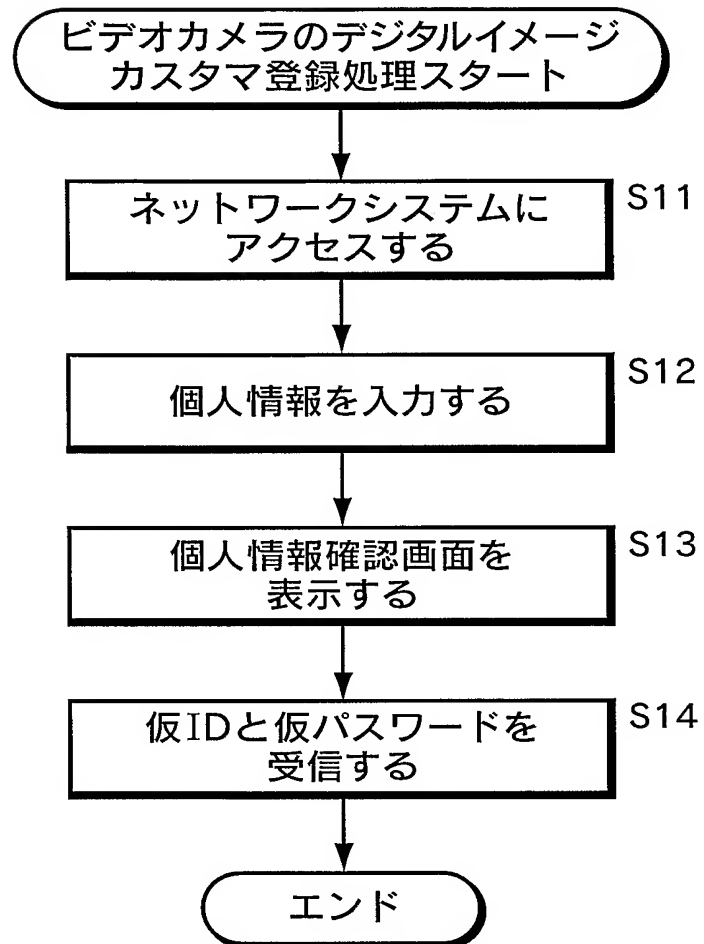 ビデオカメラのデジタルイメージ
カスタマ登録処理スタート
ネットワークシステムに
アクセスする
S11
個人情報を入力する
S12
個人情報確認画面を
表示する
S13
仮IDと仮パスワードを
受信する
S14
エンド